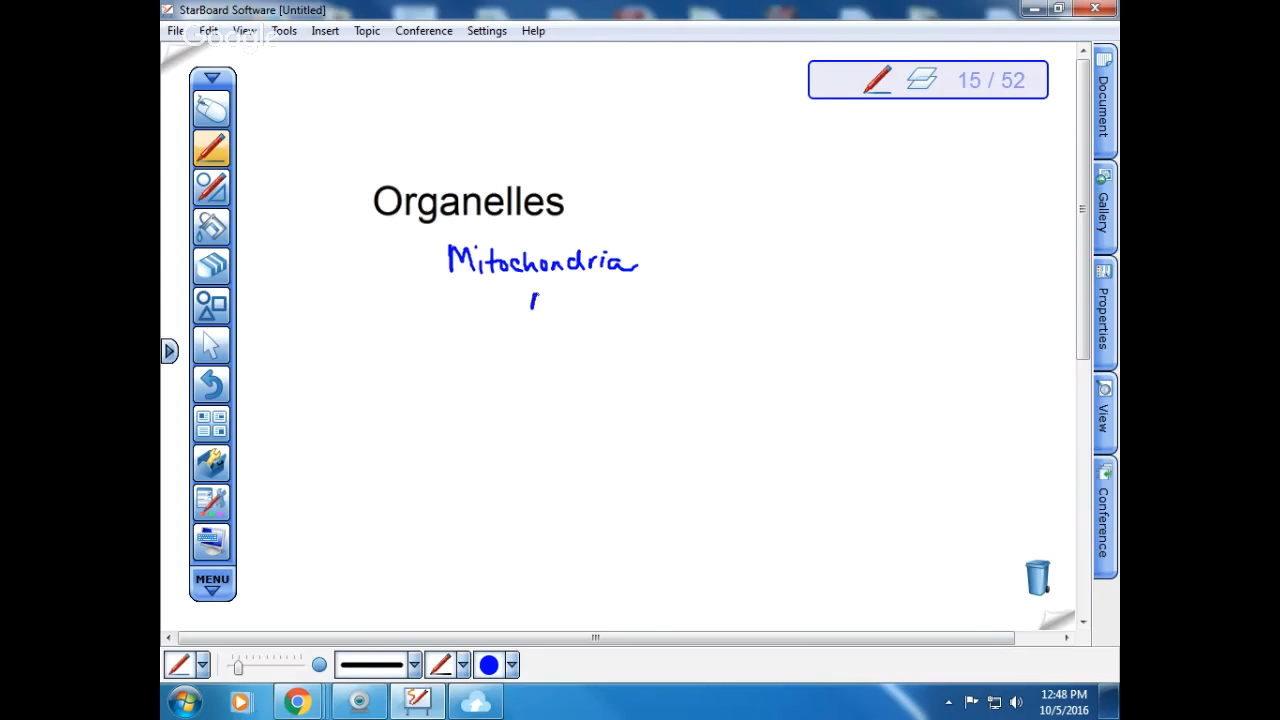 StarBoard Software [Untitled]
File Edit View Tools Insert Topic Conference Settings Help
Google
15 / 52
Document
Gallery
Properties
View
Conference
Organelles
Mitochondria
MENU
12:48 PM
10/5/2016